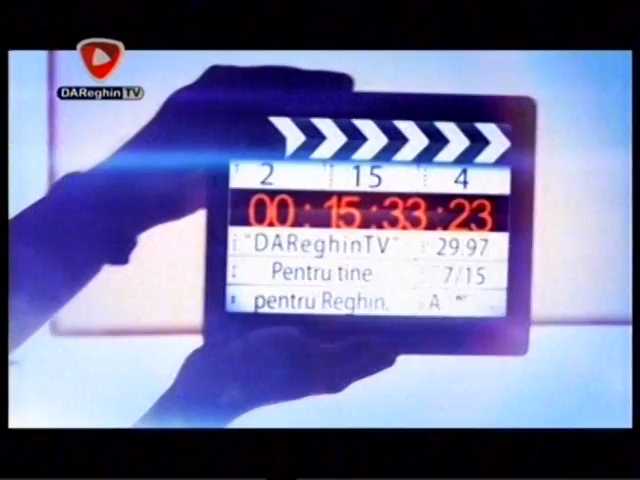 DAReghin TV
2 15 4
00:15:33:23
"DAReghinTV" 29.97
Pentru tine 7/15
pentru Reghin. A